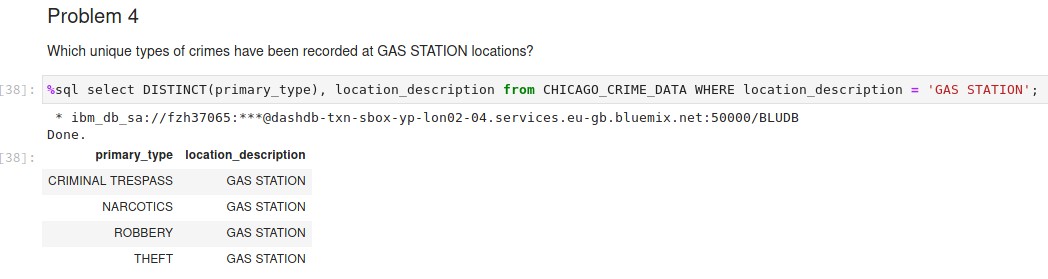 Problem 4
Which unique types of crimes have been recorded at GAS STATION locations?
[38]: %sql select DISTINCT(primary_type), location_description from CHICAGO_CRIME_DATA WHERE location_description = 'GAS STATION';
* ibm_db_sa://fzh37065:***@dashdb-txn-sbox-yp-lon02-04.services.eu-gb.bluemix.net:50000/BLUDB
Done.
[38]: primary_type location_description
CRIMINAL TRESPASS GAS STATION
NARCOTICS GAS STATION
ROBBERY GAS STATION
THEFT GAS STATION